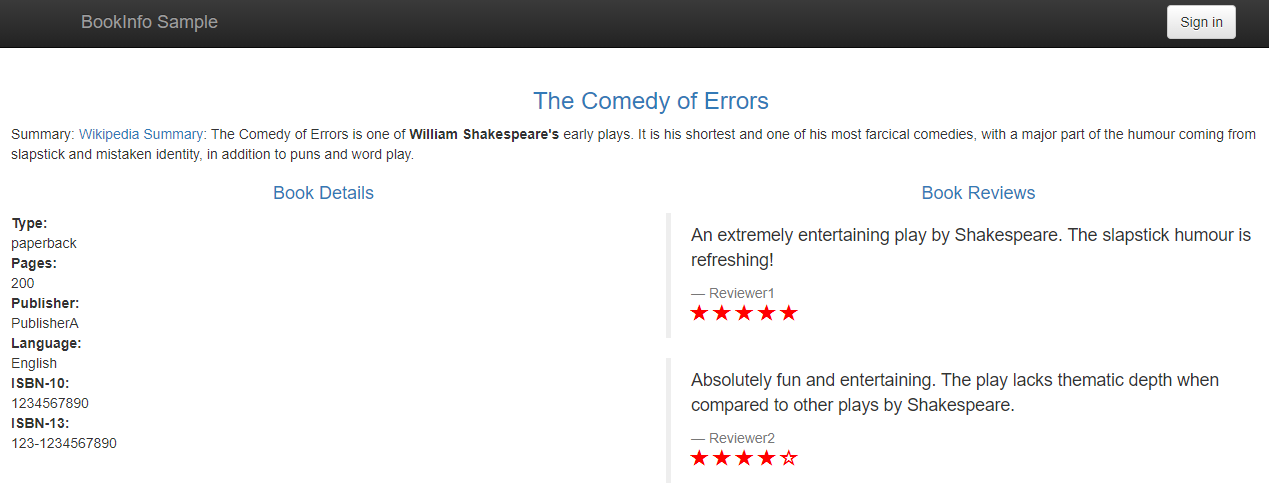 BookInfo Sample
Sign in
The Comedy of Errors
Summary: Wikipedia Summary: The Comedy of Errors is one of William Shakespeare's early plays. It is his shortest and one of his most farcical comedies, with a major part of the humour coming from
slapstick and mistaken identity, in addition to puns and word play.
Book Details
Type:
paperback
Pages:
200
Publisher:
PublisherA
Language:
English
ISBN-10:
1234567890
ISBN-13:
123-1234567890
Book Reviews
An extremely entertaining play by Shakespeare. The slapstick humour is
refreshing!
— Reviewer1
★★★★★
Absolutely fun and entertaining. The play lacks thematic depth when
compared to other plays by Shakespeare.
— Reviewer2
★★★★☆